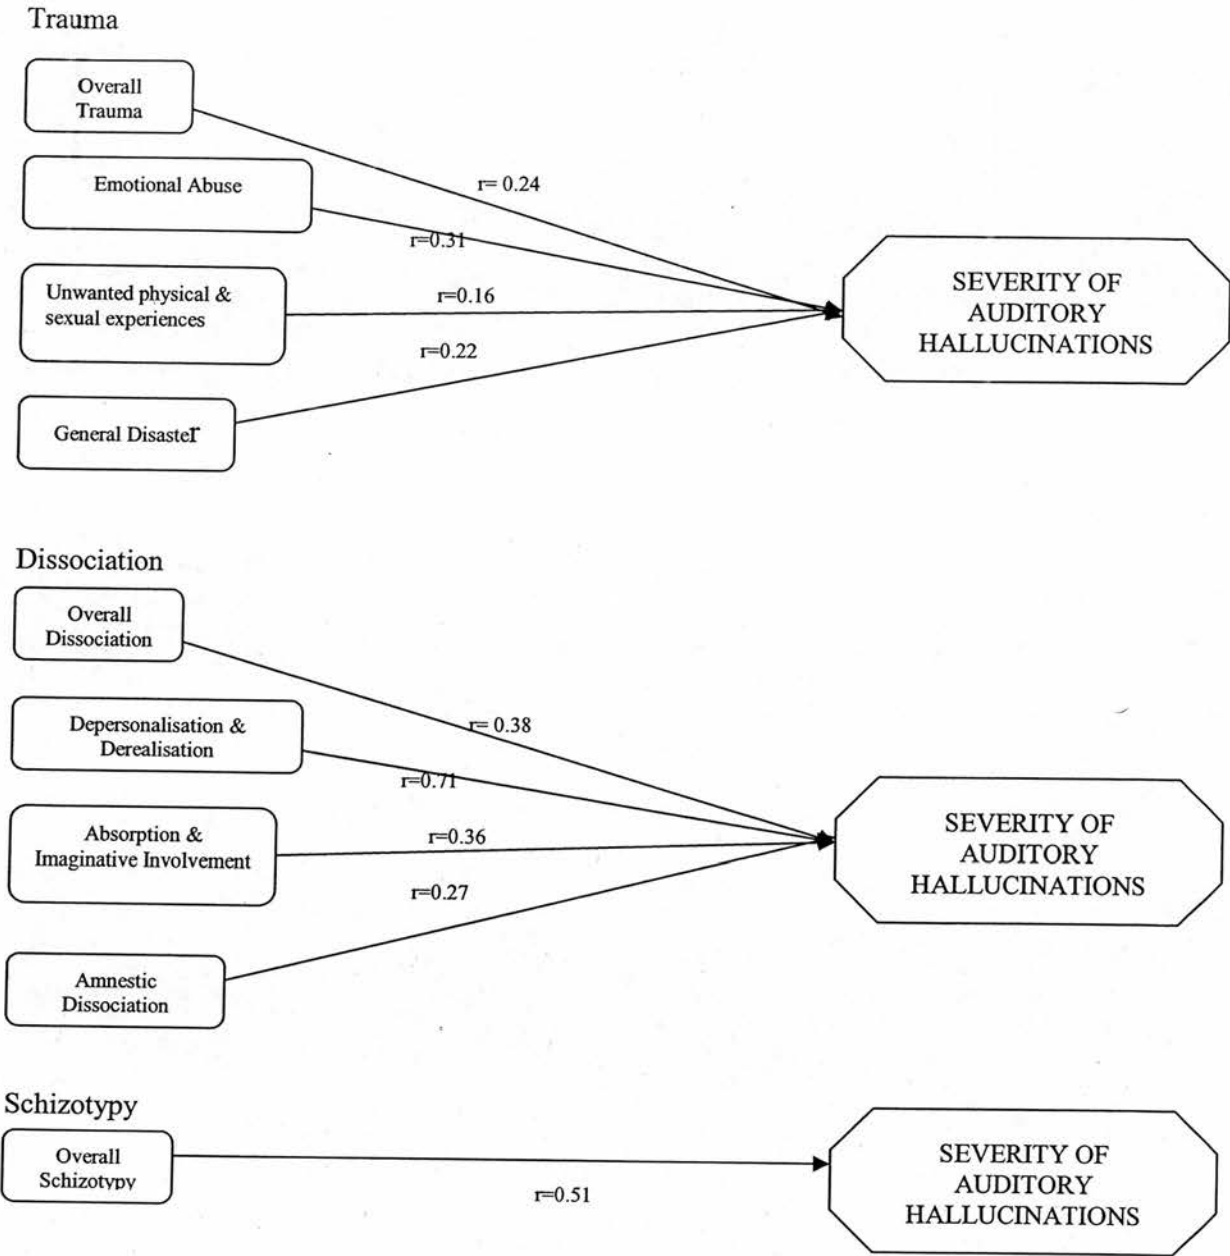 Trauma
Overall
Trauma
Emotional Abuse
r= 0.24
r=0.31
Unwanted physical &
sexual experiences
r=0.16
r=0.22
General Disaster
SEVERITY OF
AUDITORY
HALLUCINATIONS
Dissociation
Overall
Dissociation
Depersonalisation &
Derealisation
r= 0.38
r=0.71
Absorption &
Imaginative Involvement
r=0.36
r=0.27
Amnestic
Dissociation
SEVERITY OF
AUDITORY
HALLUCINATIONS
Schizotypy
Overall
Schizotypy
r=0.51
SEVERITY OF
AUDITORY
HALLUCINATIONS